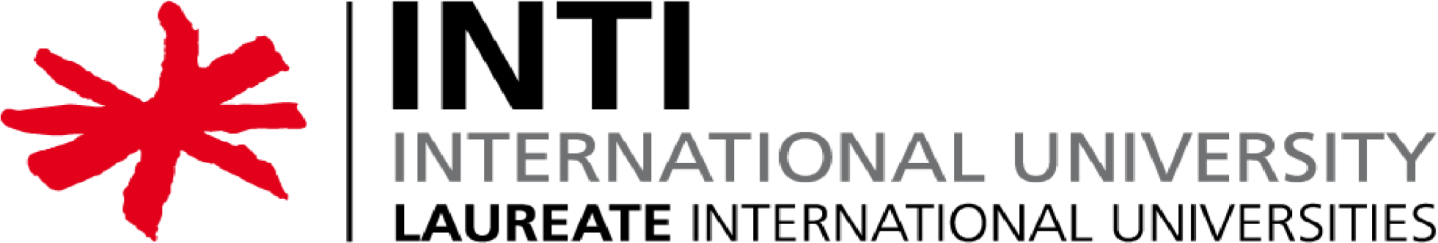 INTI
INTERNATIONAL UNIVERSITY
LAUREATE INTERNATIONAL UNIVERSITIES